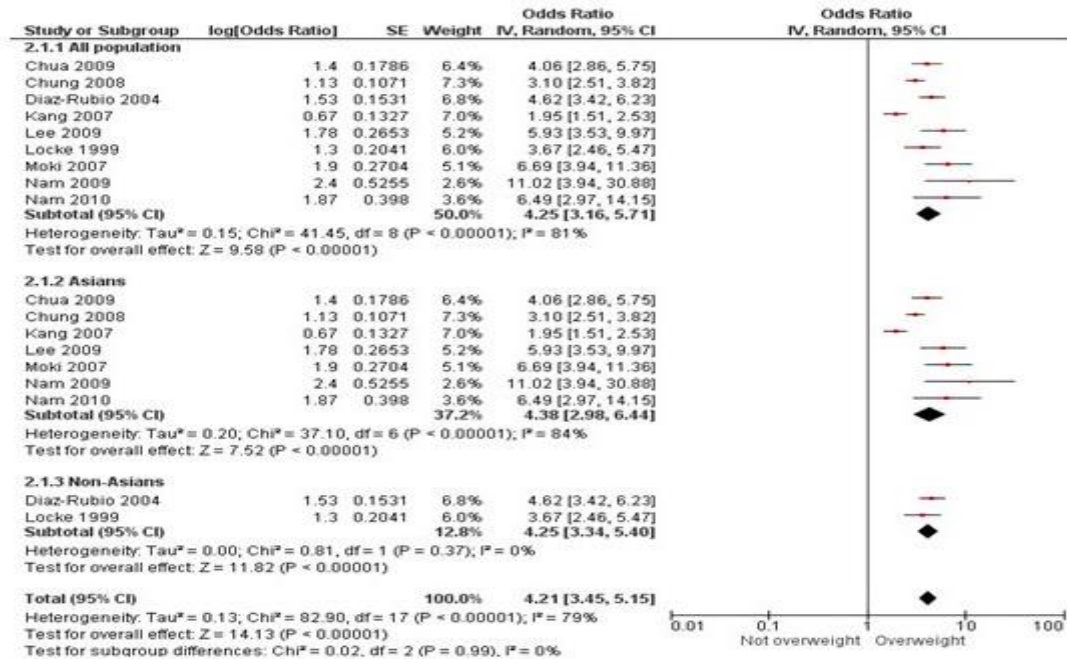 Odds Ratio Odds Ratio
Study or Subgroup log[Odds Ratio] SE Weight IV, Random, 95% CI IV, Random, 95% CI
2.1.1 All population
Chua 2009 1.4 0.1786 6.4% 4.06 [2.86, 5.75]
Chung 2008 1.13 0.1071 7.3% 3.10 [2.51, 3.82]
Diaz-Rubio 2004 1.53 0.1531 6.8% 4.62 [3.42, 6.23]
Kang 2007 0.67 0.1327 7.0% 1.95 [1.51, 2.53]
Lee 2009 1.78 0.2653 5.2% 5.93 [3.53, 9.97]
Locke 1999 1.3 0.2041 6.0% 3.67 [2.46, 5.47]
Moki 2007 1.9 0.2704 5.1% 6.69 [3.94, 11.36]
Nam 2009 2.4 0.5255 2.6% 11.02 [3.94, 30.88]
Nam 2010 1.87 0.398 3.6% 6.49 [2.97, 14.15]
Subtotal (95% CI) 50.0% 4.25 [3.16, 5.71]
Heterogeneity: Tau² = 0.15; Chi² = 41.45, df = 8 (P < 0.00001); I² = 81%
Test for overall effect: Z = 9.58 (P < 0.00001)
2.1.2 Asians
Chua 2009 1.4 0.1786 6.4% 4.06 [2.86, 5.75]
Chung 2008 1.13 0.1071 7.3% 3.10 [2.51, 3.82]
Kang 2007 0.67 0.1327 7.0% 1.95 [1.51, 2.53]
Lee 2009 1.78 0.2653 5.2% 5.93 [3.53, 9.97]
Moki 2007 1.9 0.2704 5.1% 6.69 [3.94, 11.36]
Nam 2009 2.4 0.5255 2.6% 11.02 [3.94, 30.88]
Nam 2010 1.87 0.398 3.6% 6.49 [2.97, 14.15]
Subtotal (95% CI) 37.2% 4.38 [2.98, 6.44]
Heterogeneity: Tau² = 0.20; Chi² = 37.10, df = 6 (P < 0.00001); I² = 84%
Test for overall effect: Z = 7.52 (P < 0.00001)
2.1.3 Non-Asians
Diaz-Rubio 2004 1.53 0.1531 6.8% 4.62 [3.42, 6.23]
Locke 1999 1.3 0.2041 6.0% 3.67 [2.46, 5.47]
Subtotal (95% CI) 12.8% 4.25 [3.34, 5.40]
Heterogeneity: Tau² = 0.00; Chi² = 0.81, df = 1 (P = 0.37); I² = 0%
Test for overall effect: Z = 11.82 (P < 0.00001)
Total (95% CI) 100.0% 4.21 [3.45, 5.15]
Heterogeneity: Tau² = 0.13; Chi² = 82.90, df = 17 (P < 0.00001); I² = 79%
Test for overall effect: Z = 14.13 (P < 0.00001)
Test for subgroup differences: Chi² = 0.02, df = 2 (P = 0.99), I² = 0%
0.01 0.1 1 10 100
Not overweight Overweight